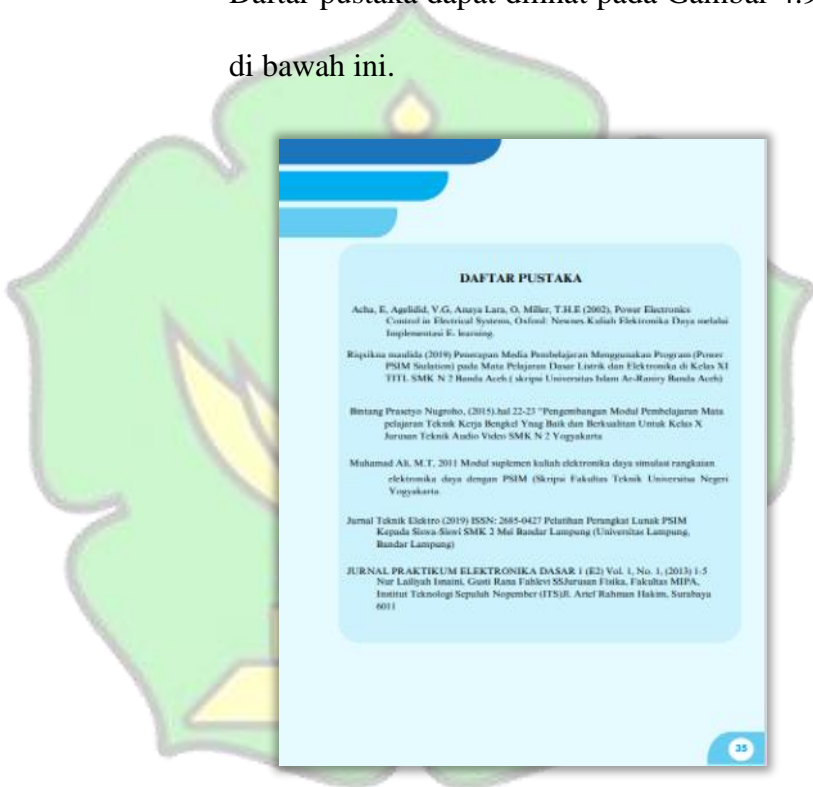 Daftar pustaka dapat dilihat pada Gambar 4.9
di bawah ini.
DAFTAR PUSTAKA
Acha, E, Agelidid, V.G, Anaya Lara, O, Miller, T.H.E (2002), Power Electronics
Control in Electrical Systems, Oxford: Newnes.Kuliah Elektronika Daya melalui
Implementasi E- learning.
Riqsikna maulida (2019) Penerapan Media Pembelajaran Menggunakan Program (Power
PSIM Siulation) pada Mata Pelajaran Dasar Listrik dan Elektronika di Kelas XI
TITL SMK N 2 Banda Aceh.( skripsi Universitas Islam Ar-Raniry Banda Aceh)
Bintang Prasetyo Nugroho, (2015).hal 22-23 "Pengembangan Modul Pembelajaran Mata
pelajaran Teknik Kerja Bengkel Ynag Baik dan Berkualitan Untuk Kelas X
Jurusan Teknik Audio Video SMK N 2 Yogyakarta
Muhamad Ali, M.T, 2011 Modul suplemen kuliah elektronika daya simulasi rangkaian
elektronika daya dengan PSIM (Skripsi Fakultas Teknik Universitas Negeri
Yogyakarta.
Jurnal Teknik Elektro (2019) ISSN: 2685-0427 Pelatihan Perangkat Lunak PSIM
Kepada Siswa-Siswi SMK 2 Mei Bandar Lampung (Universitas Lampung,
Bandar Lampung)
JURNAL PRAKTIKUM ELEKTRONIKA DASAR 1 (E2) Vol. 1, No. 1, (2013) 1-5
Nur Lailiyah Isnaini, Gusti Rana Fahlevi SSJurusan Fisika, Fakultas MIPA,
Institut Teknologi Sepuluh Nopember (ITS)Jl. Arief Rahman Hakim, Surabaya
6011
35